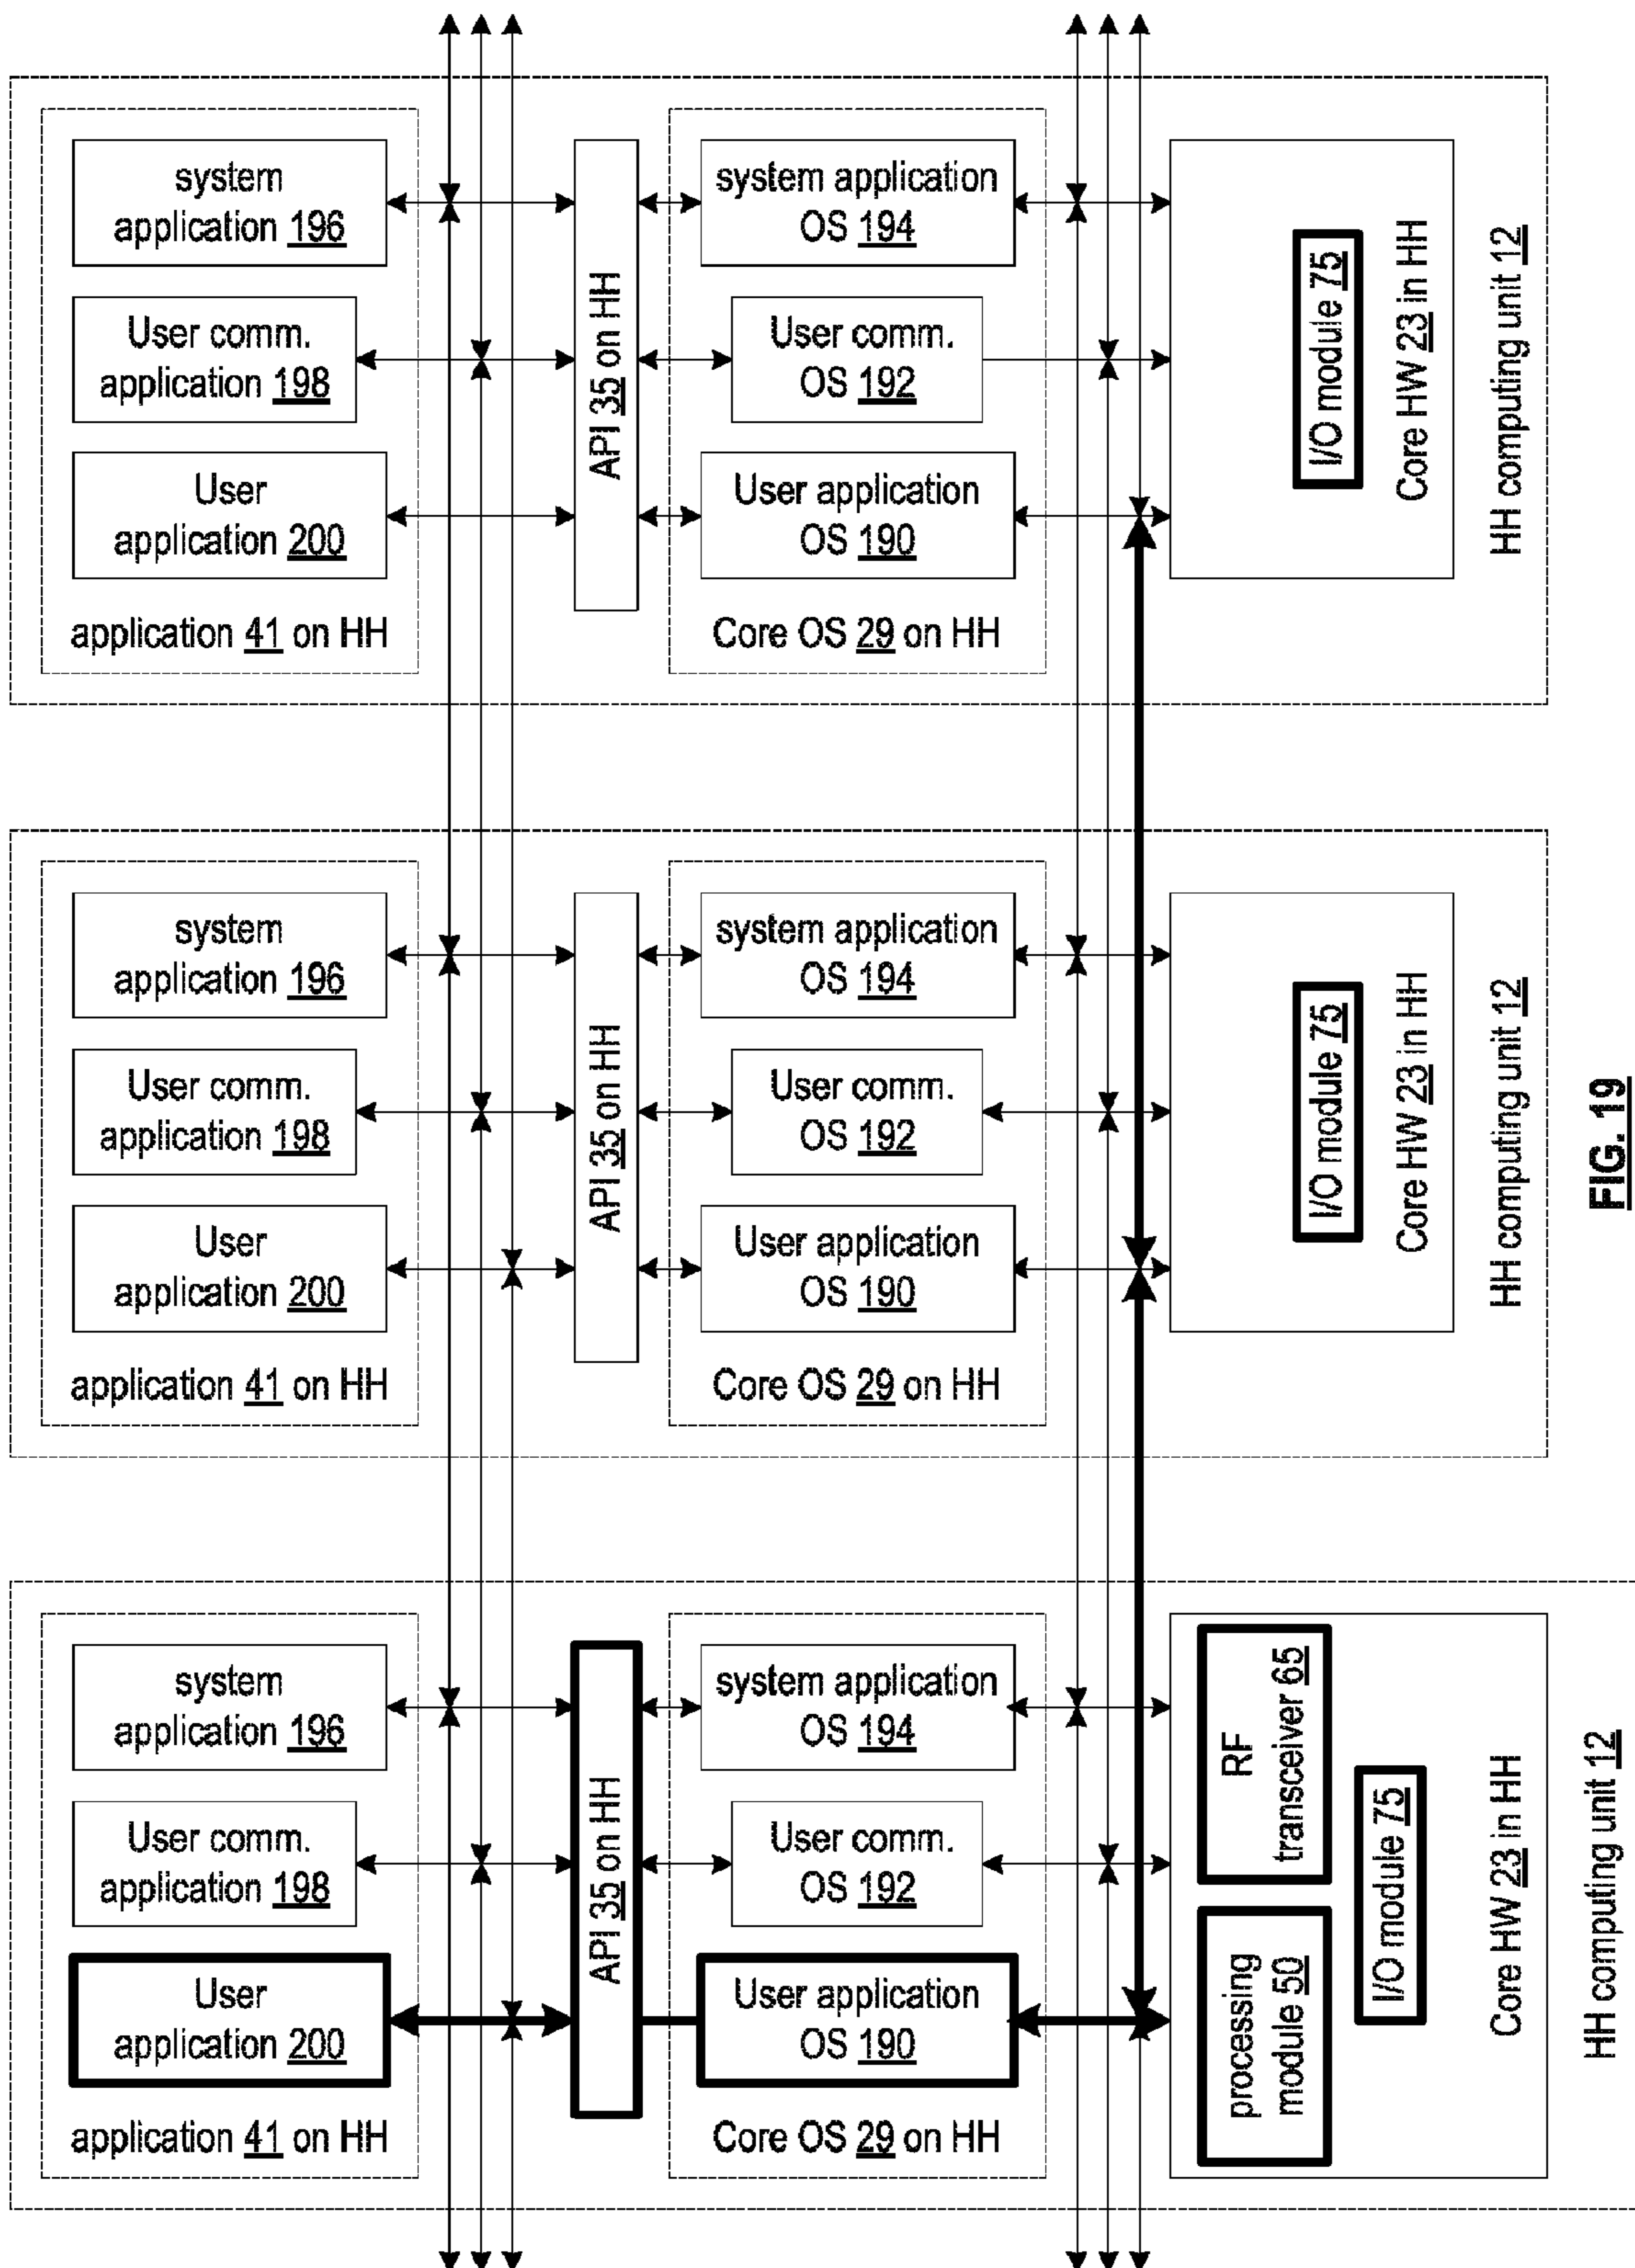 system
application 196
User comm.
application 198
User
application 200
application 41 on HH
API 35 on HH
system application
OS 194
User comm.
OS 192
User application
OS 190
Core OS 29 on HH
I/O module 75
Core HW 23 in HH
HH computing unit 12
system
application 196
User comm.
application 198
User
application 200
application 41 on HH
API 35 on HH
system application
OS 194
User comm.
OS 192
User application
OS 190
Core OS 29 on HH
I/O module 75
Core HW 23 in HH
HH computing unit 12
system
application 196
User comm.
application 198
User
application 200
application 41 on HH
API 35 on HH
system application
OS 194
User comm.
OS 192
User application
OS 190
Core OS 29 on HH
processing
module 50
RF
transceiver 65
I/O module 75
Core HW 23 in HH
HH computing unit 12
FIG. 19